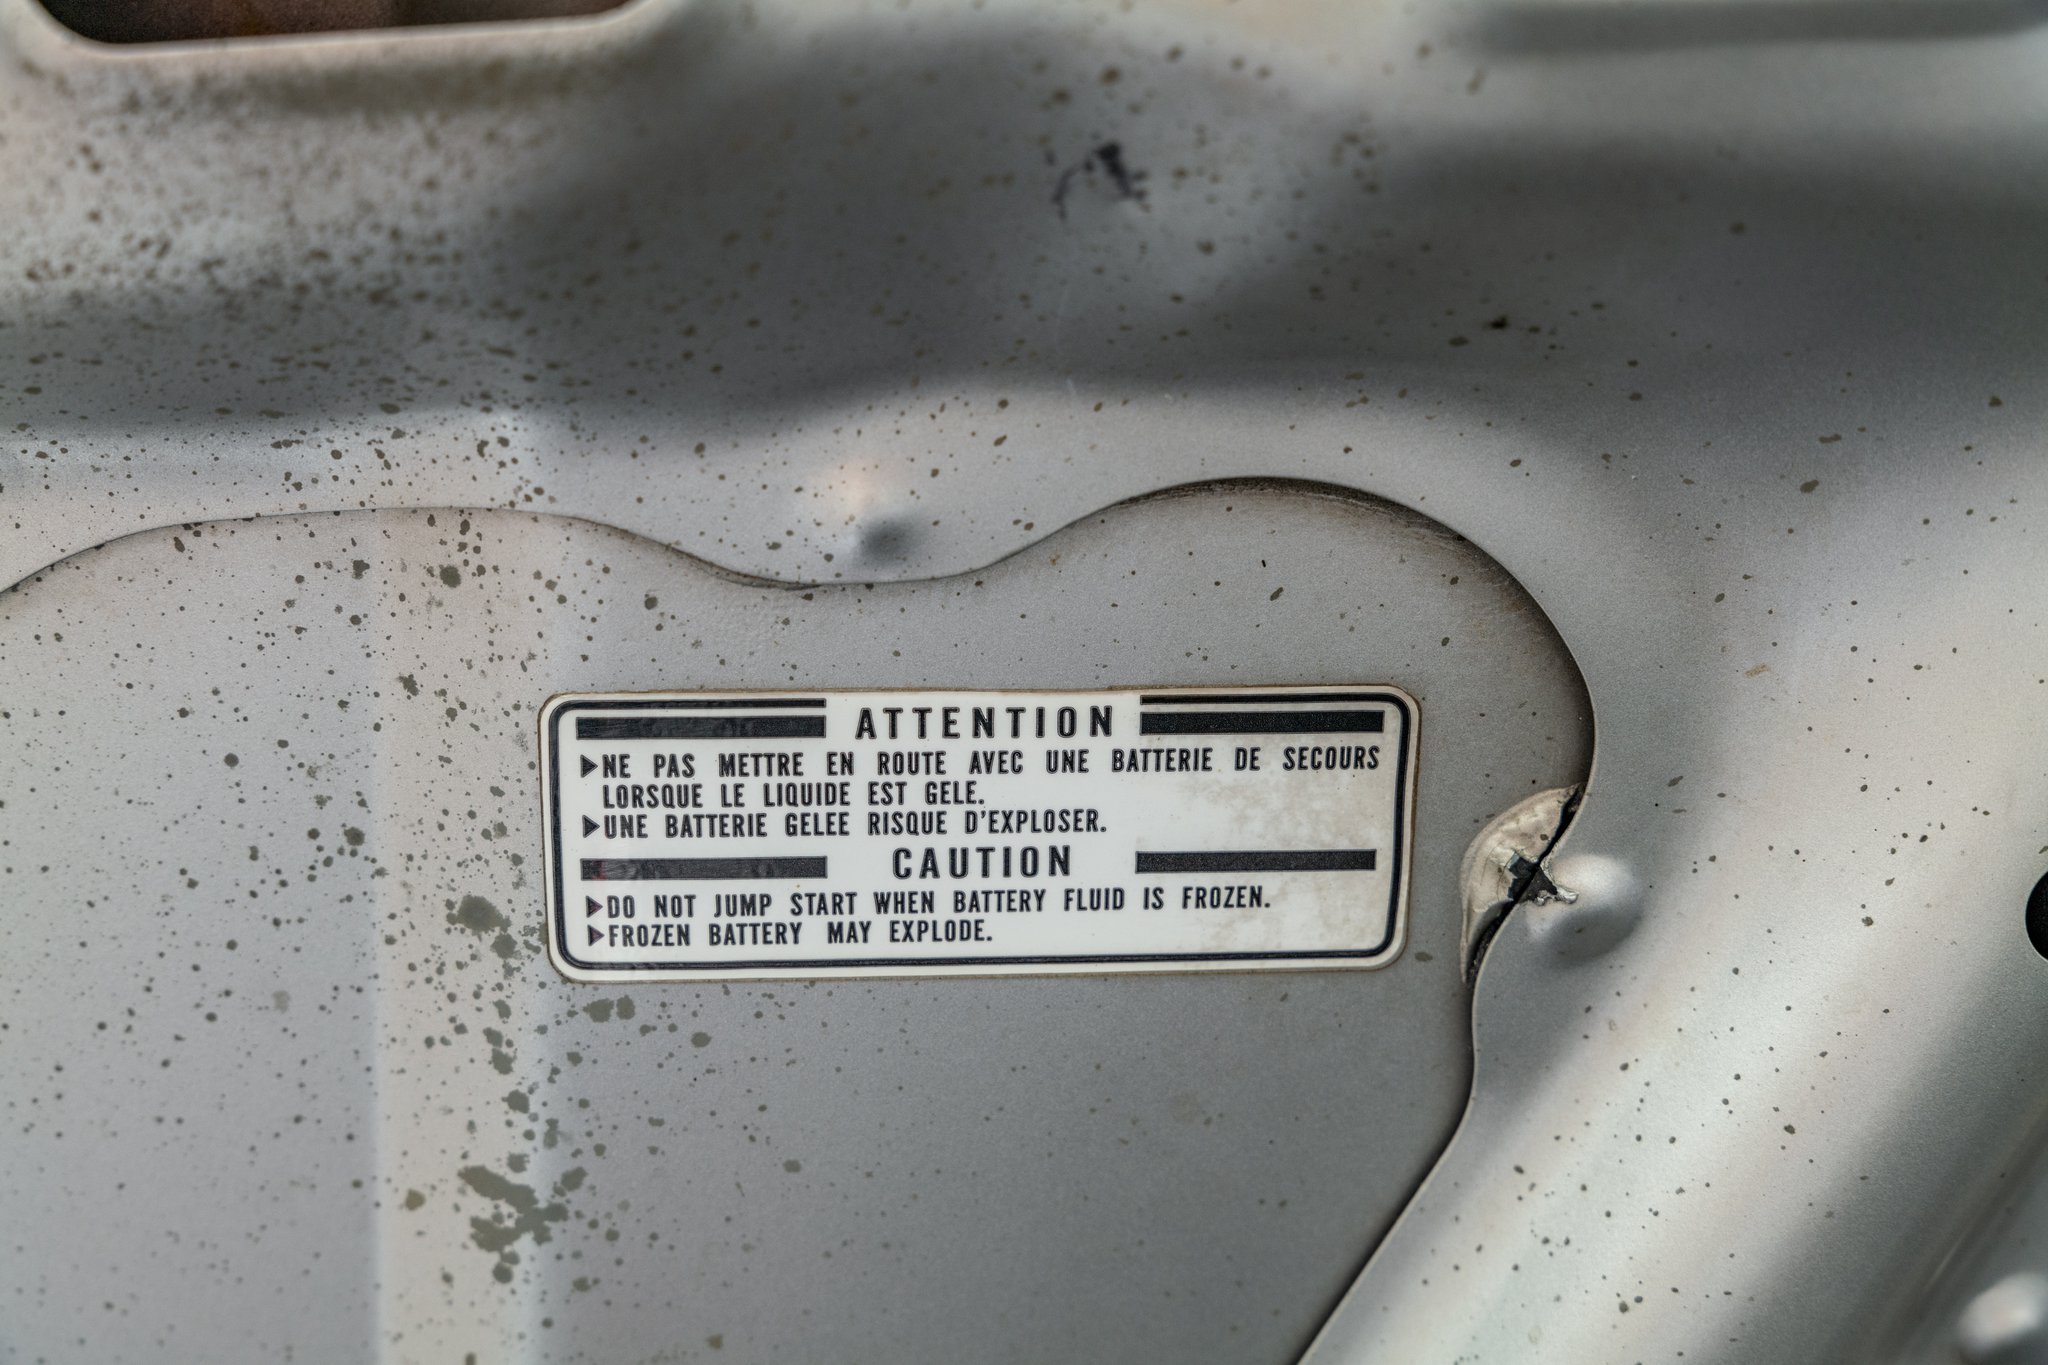 ATTENTION
▶NE PAS METTRE EN ROUTE AVEC UNE BATTERIE DE SECOURS
LORSQUE LE LIQUIDE EST GELE.
▶UNE BATTERIE GELEE RISQUE D'EXPLOSER.
CAUTION
▶DO NOT JUMP START WHEN BATTERY FLUID IS FROZEN.
▶FROZEN BATTERY MAY EXPLODE.